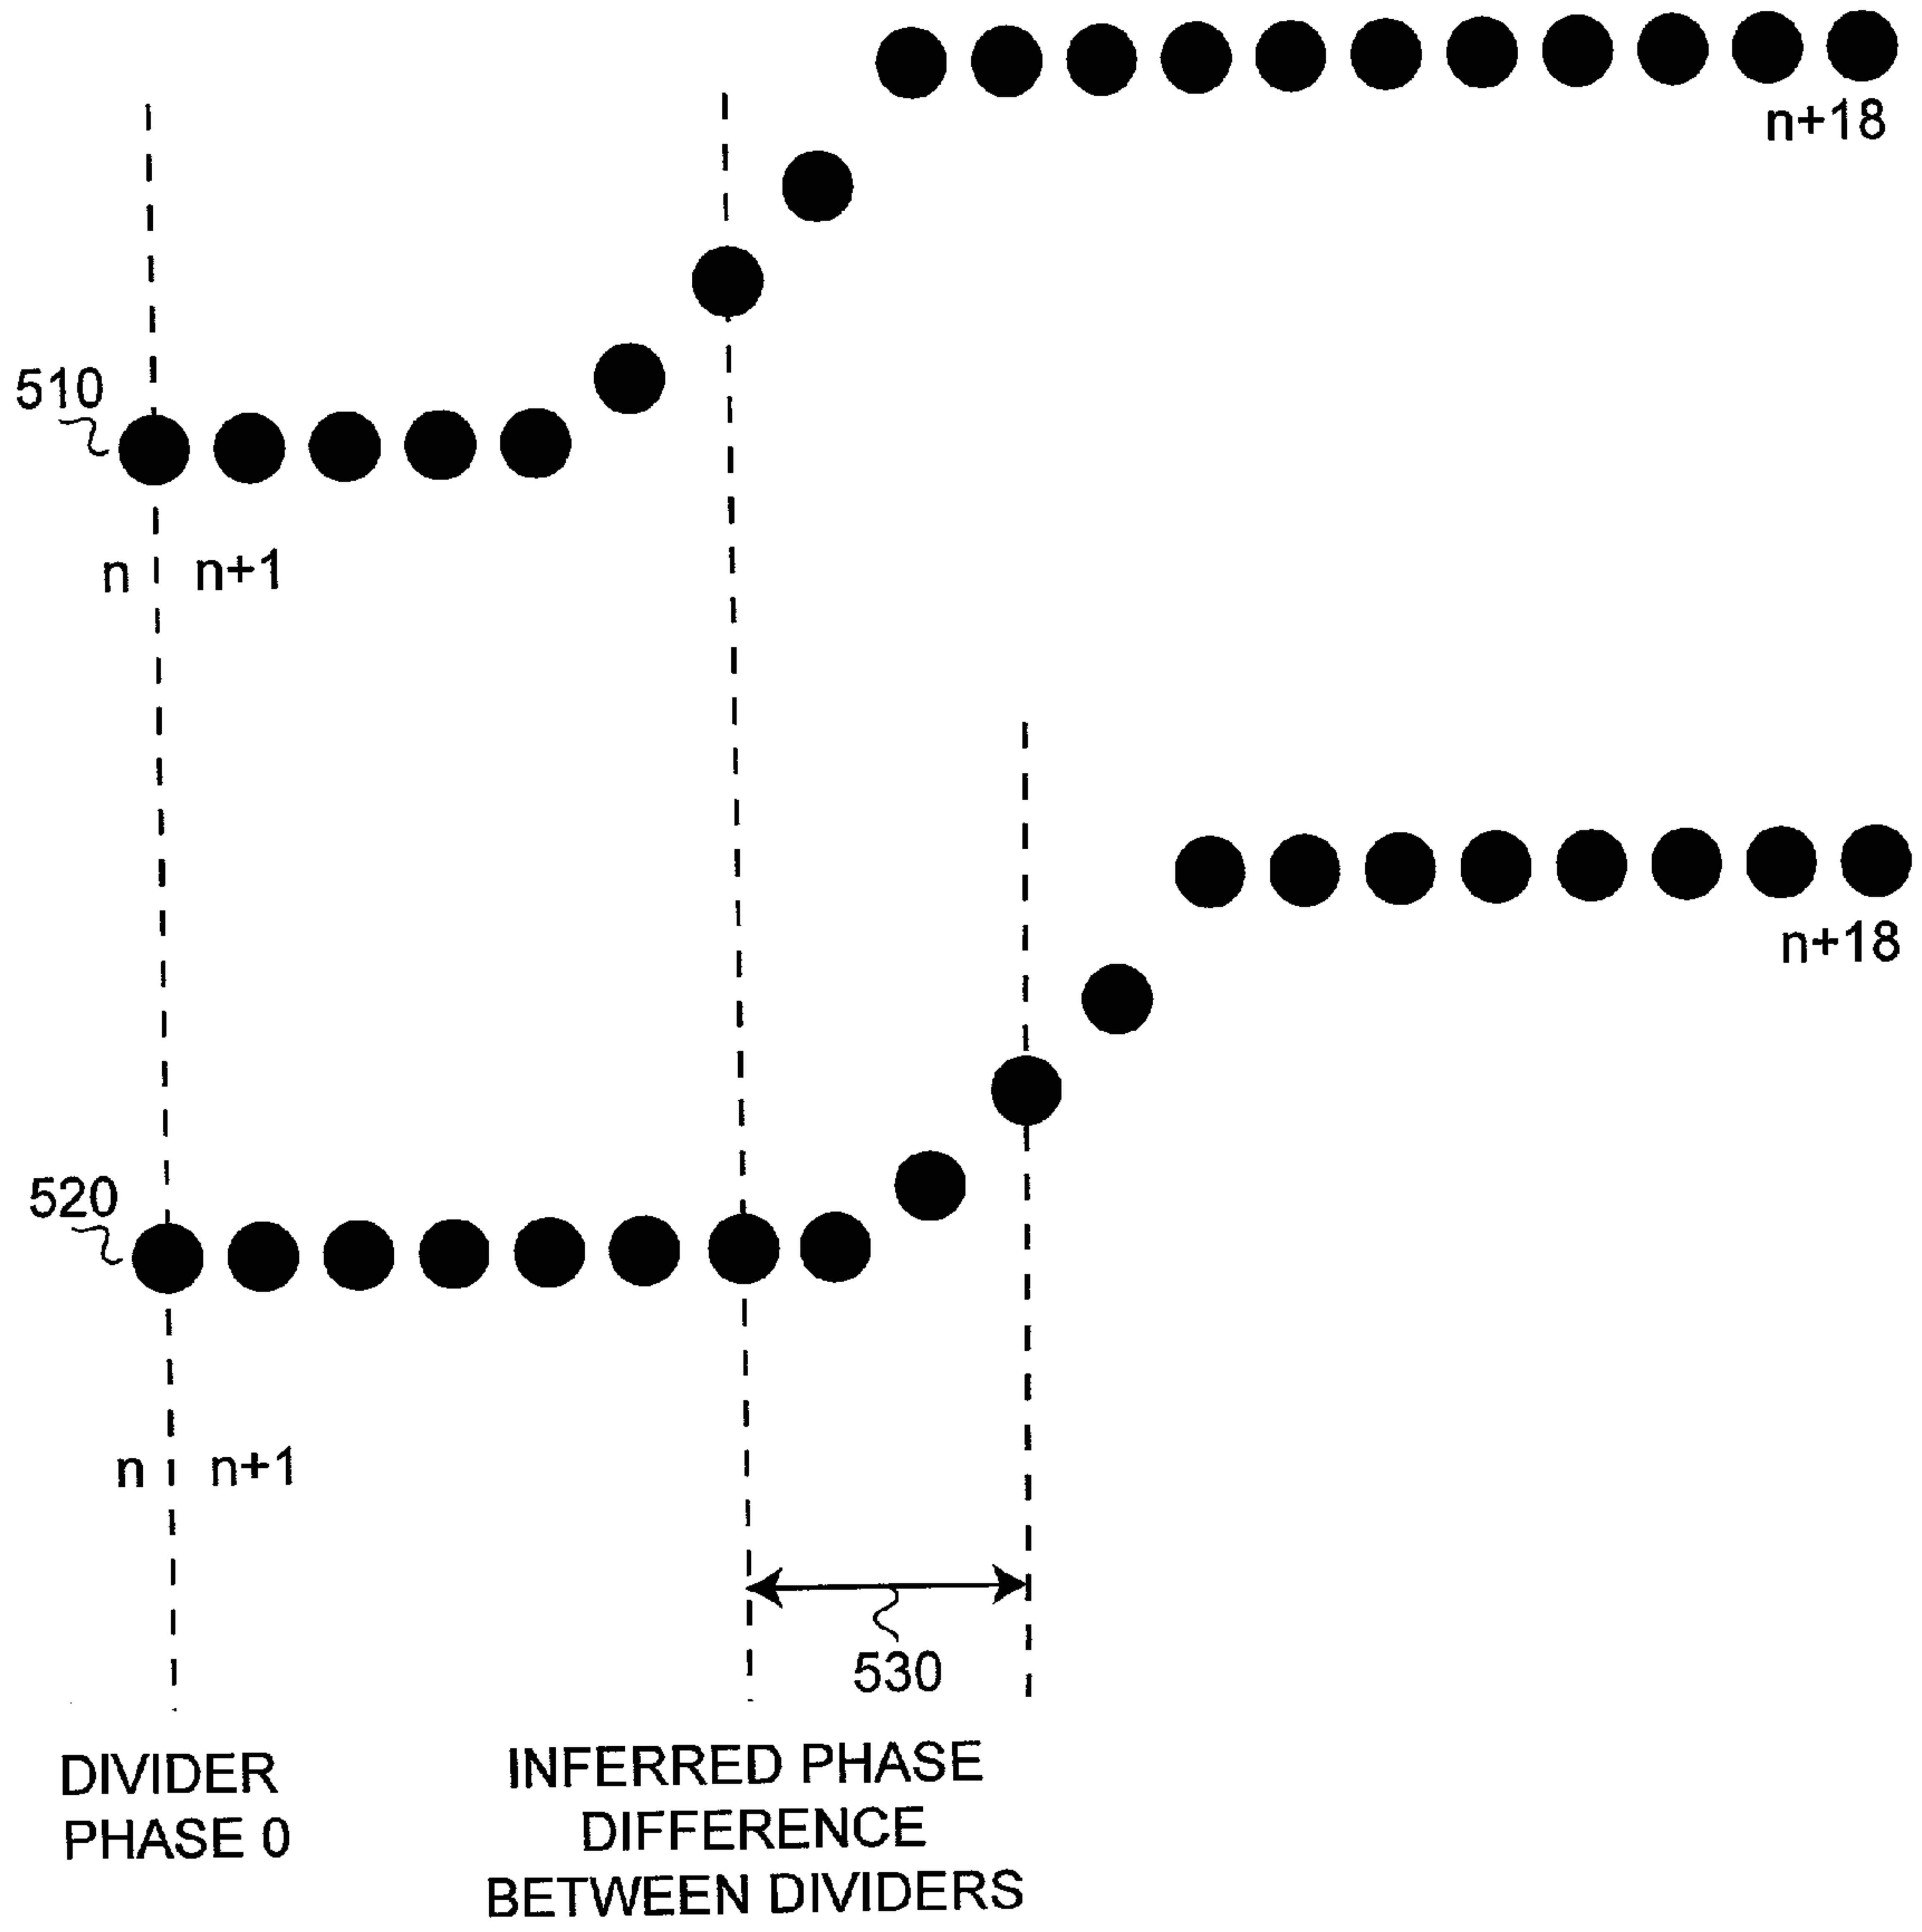 n+18
510
n
n+1
n+18
520
n
n+1
530
DIVIDER
PHASE 0
INFERRED PHASE
DIFFERENCE
BETWEEN DIVIDERS